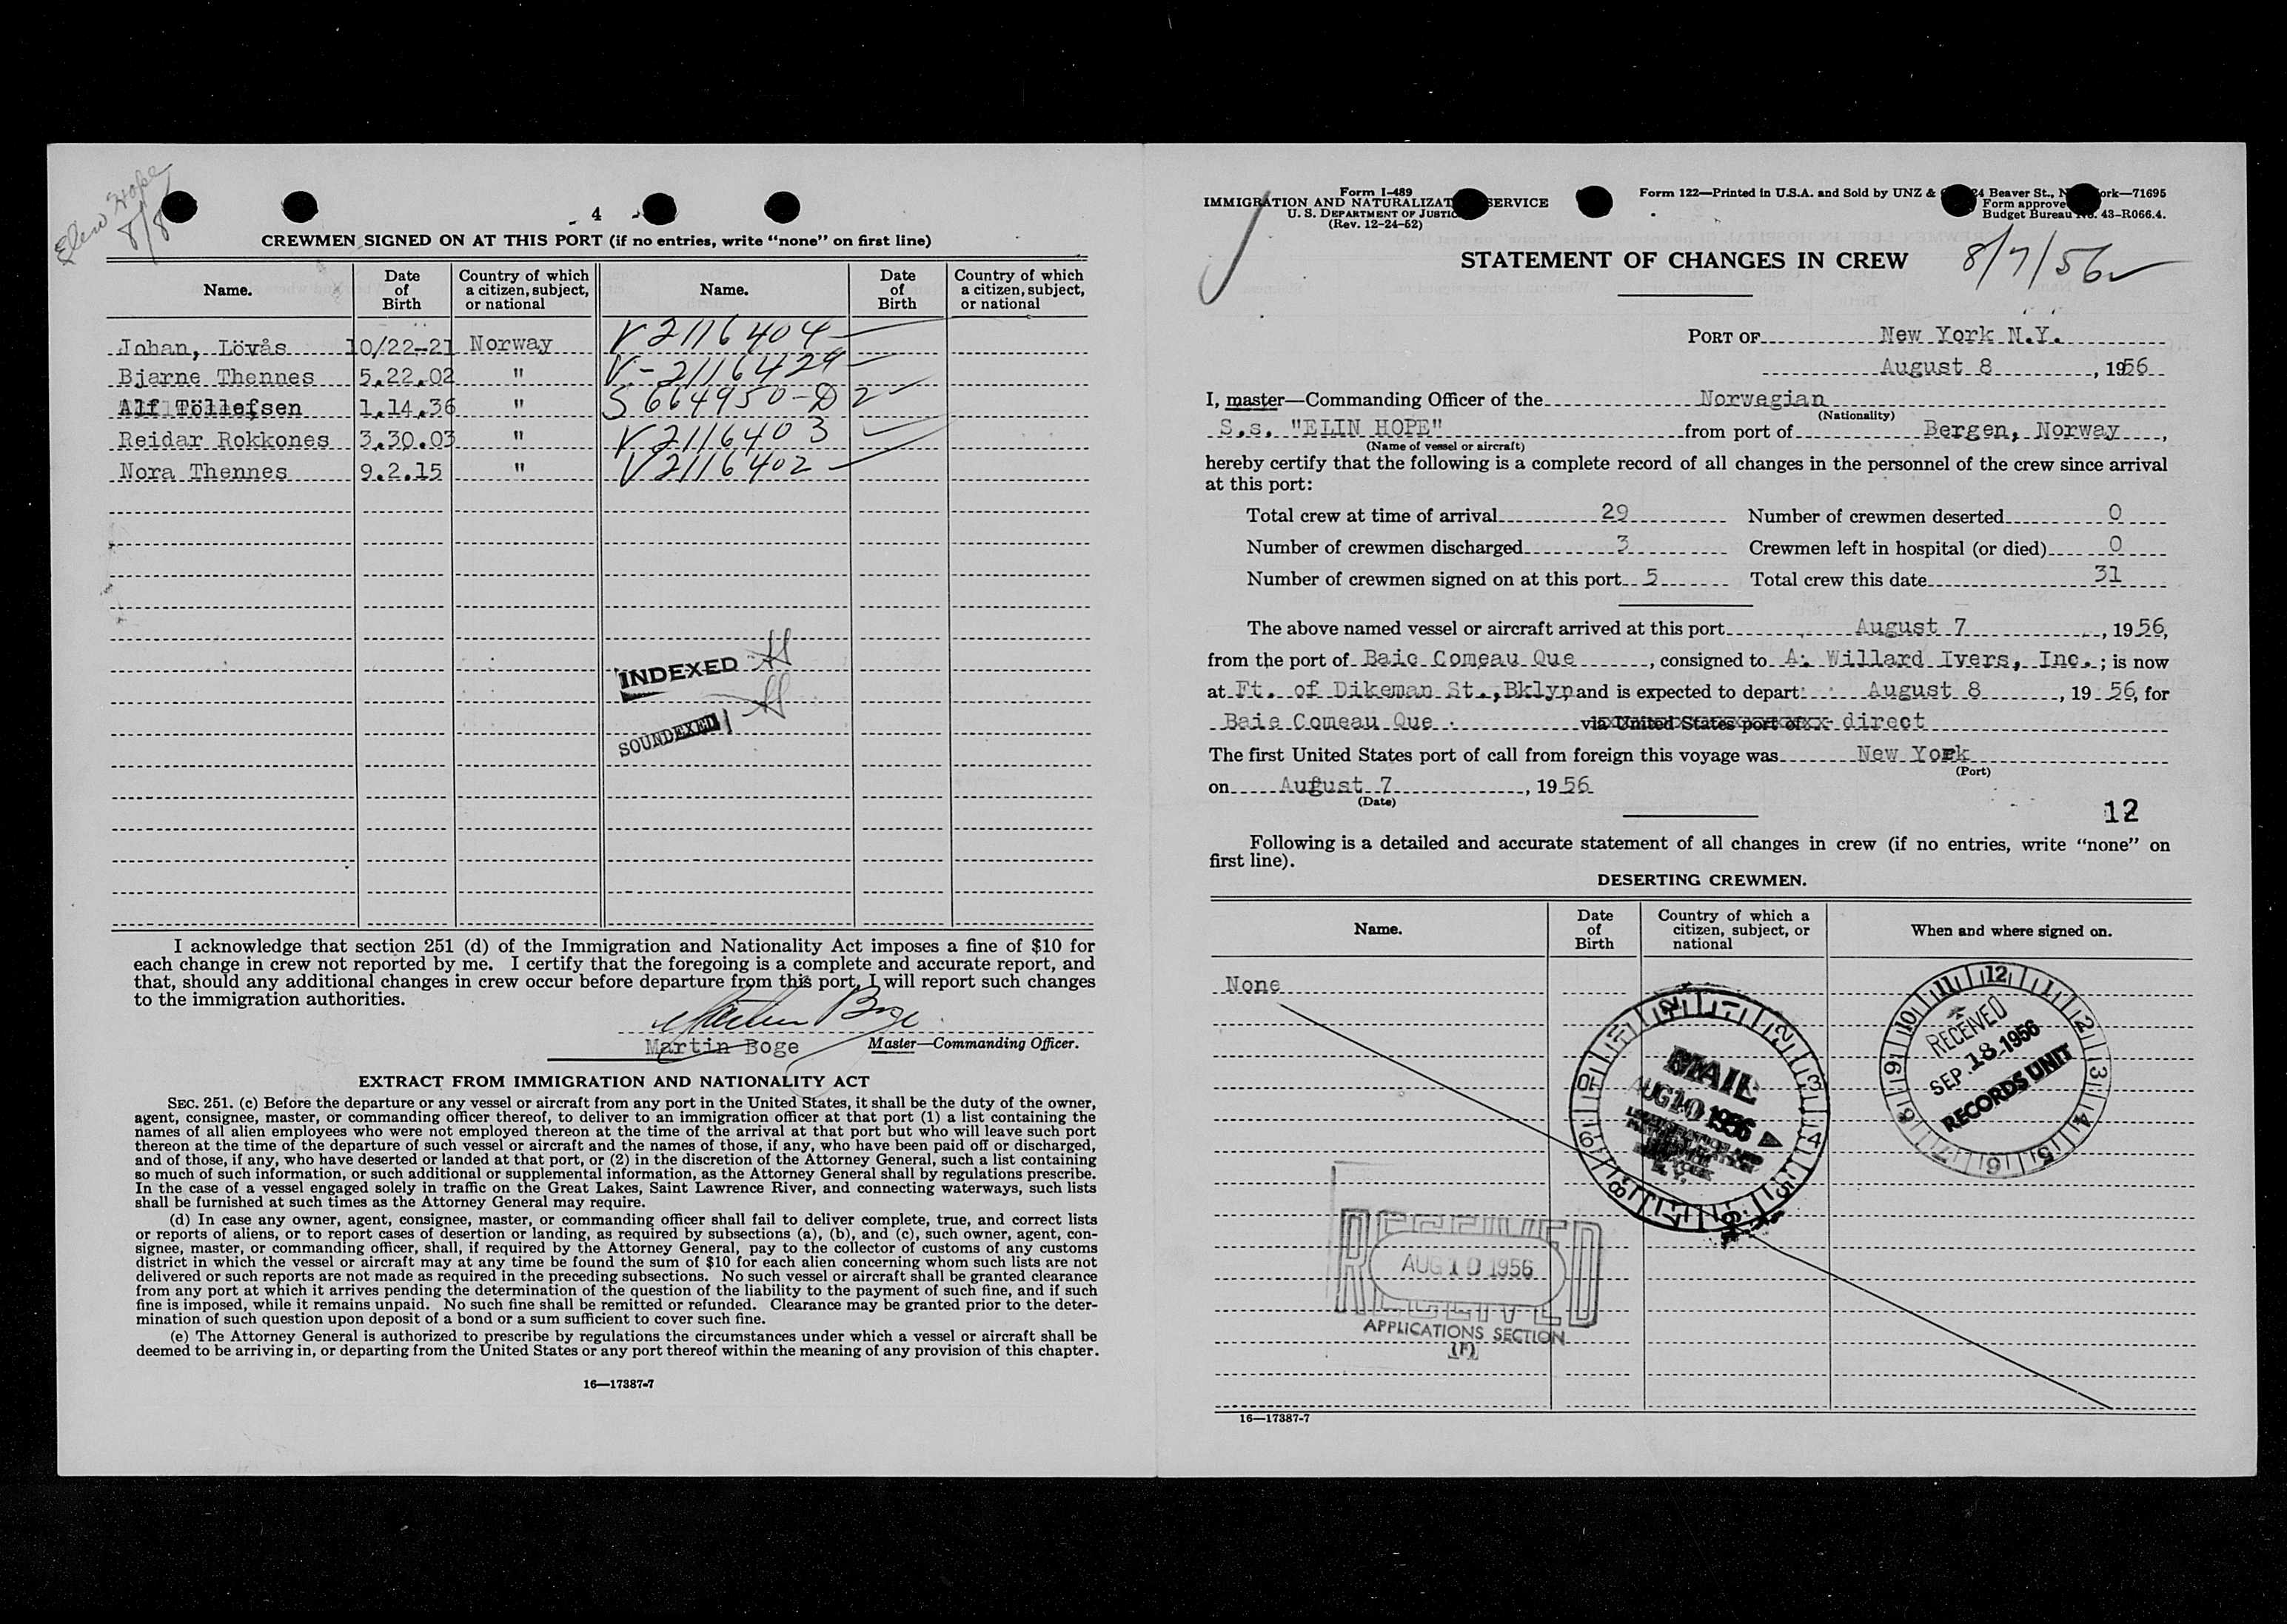 Elin Hope
8/8
- 4 -
CREWMEN SIGNED ON AT THIS PORT (if no entries, write “none” on first line)
Name. Date of Birth Country of which a citizen, subject, or national Name. Date of Birth Country of which a citizen, subject, or national
Johan, Lövås 10/22-21 Norway V 2116404
Bjarne Thennes 5.22.02 " V-2116429
Alf Töllefsen 1.14.36 " S 664950-D2
Reidar Rokkones 3.30.03 " V2116403
Nora Thennes 9.2.15 " V2116402
INDEXED
SOUNDEXED
I acknowledge that section 251 (d) of the Immigration and Nationality Act imposes a fine of $10 for
each change in crew not reported by me. I certify that the foregoing is a complete and accurate report, and
that, should any additional changes in crew occur before departure from this port, I will report such changes
to the immigration authorities.
Martin Boge
Martin Boge Master—Commanding Officer.
EXTRACT FROM IMMIGRATION AND NATIONALITY ACT
SEC. 251. (c) Before the departure or any vessel or aircraft from any port in the United States, it shall be the duty of the owner,
agent, consignee, master, or commanding officer thereof, to deliver to an immigration officer at that port (1) a list containing the
names of all alien employees who were not employed thereon at the time of the arrival at that port but who will leave such port
thereon at the time of the departure of such vessel or aircraft and the names of those, if any, who have been paid off or discharged,
and of those, if any, who have deserted or landed at that port, or (2) in the discretion of the Attorney General, such a list containing
so much of such information, or such additional or supplemental information, as the Attorney General shall by regulations prescribe.
In the case of a vessel engaged solely in traffic on the Great Lakes, Saint Lawrence River, and connecting waterways, such lists
shall be furnished at such times as the Attorney General may require.
(d) In case any owner, agent, consignee, master, or commanding officer shall fail to deliver complete, true, and correct lists
or reports of aliens, or to report cases of desertion or landing, as required by subsections (a), (b), and (c), such owner, agent, con-
signee, master, or commanding officer, shall, if required by the Attorney General, pay to the collector of customs of any customs
district in which the vessel or aircraft may at any time be found the sum of $10 for each alien concerning whom such lists are not
delivered or such reports are not made as required in the preceding subsections. No such vessel or aircraft shall be granted clearance
from any port at which it arrives pending the determination of the question of the liability to the payment of such fine, and if such
fine is imposed, while it remains unpaid. No such fine shall be remitted or refunded. Clearance may be granted prior to the deter-
mination of such question upon deposit of a bond or a sum sufficient to cover such fine.
(e) The Attorney General is authorized to prescribe by regulations the circumstances under which a vessel or aircraft shall be
deemed to be arriving in, or departing from the United States or any port thereof within the meaning of any provision of this chapter.
16—17387-7
Form I-489
IMMIGRATION AND NATURALIZAT SERVICE
U. S. DEPARTMENT OF JUSTIC
(Rev. 12-24-52)
Form 122—Printed in U.S.A. and Sold by UNZ & 24 Beaver St., N ork—71695
Form approve
Budget Bureau No. 43-R066.4.
STATEMENT OF CHANGES IN CREW
8/7/56
PORT OF New York N.Y.
August 8, 1956
I, master—Commanding Officer of the Norwegian
(Nationality)
S.s. "ELIN HOPE" from port of Bergen, Norway,
(Name of vessel or aircraft)
hereby certify that the following is a complete record of all changes in the personnel of the crew since arrival
at this port:
Total crew at time of arrival 29 Number of crewmen deserted 0
Number of crewmen discharged 3 Crewmen left in hospital (or died) 0
Number of crewmen signed on at this port 5 Total crew this date 31
The above named vessel or aircraft arrived at this port August 7, 1956,
from the port of Baie Comeau Que, consigned to A. Willard Ivers, Inc.; is now
at Ft. of Dikeman St., Bklyn and is expected to depart August 8, 1956, for
Baie Comeau Que. via United States port of direct
The first United States port of call from foreign this voyage was New York
(Port)
on August 7, 1956
(Date)
12
Following is a detailed and accurate statement of all changes in crew (if no entries, write “none” on
first line).
DESERTING CREWMEN.
Name. Date of Birth Country of which a citizen, subject, or national When and where signed on.
None
MAIL
AUG 10 1956
RECEIVED
SEP 18 1956
RECORDS UNIT
RECEIVED
AUG 10 1956
RECEIVED
APPLICATIONS SECTION
16—17387-7